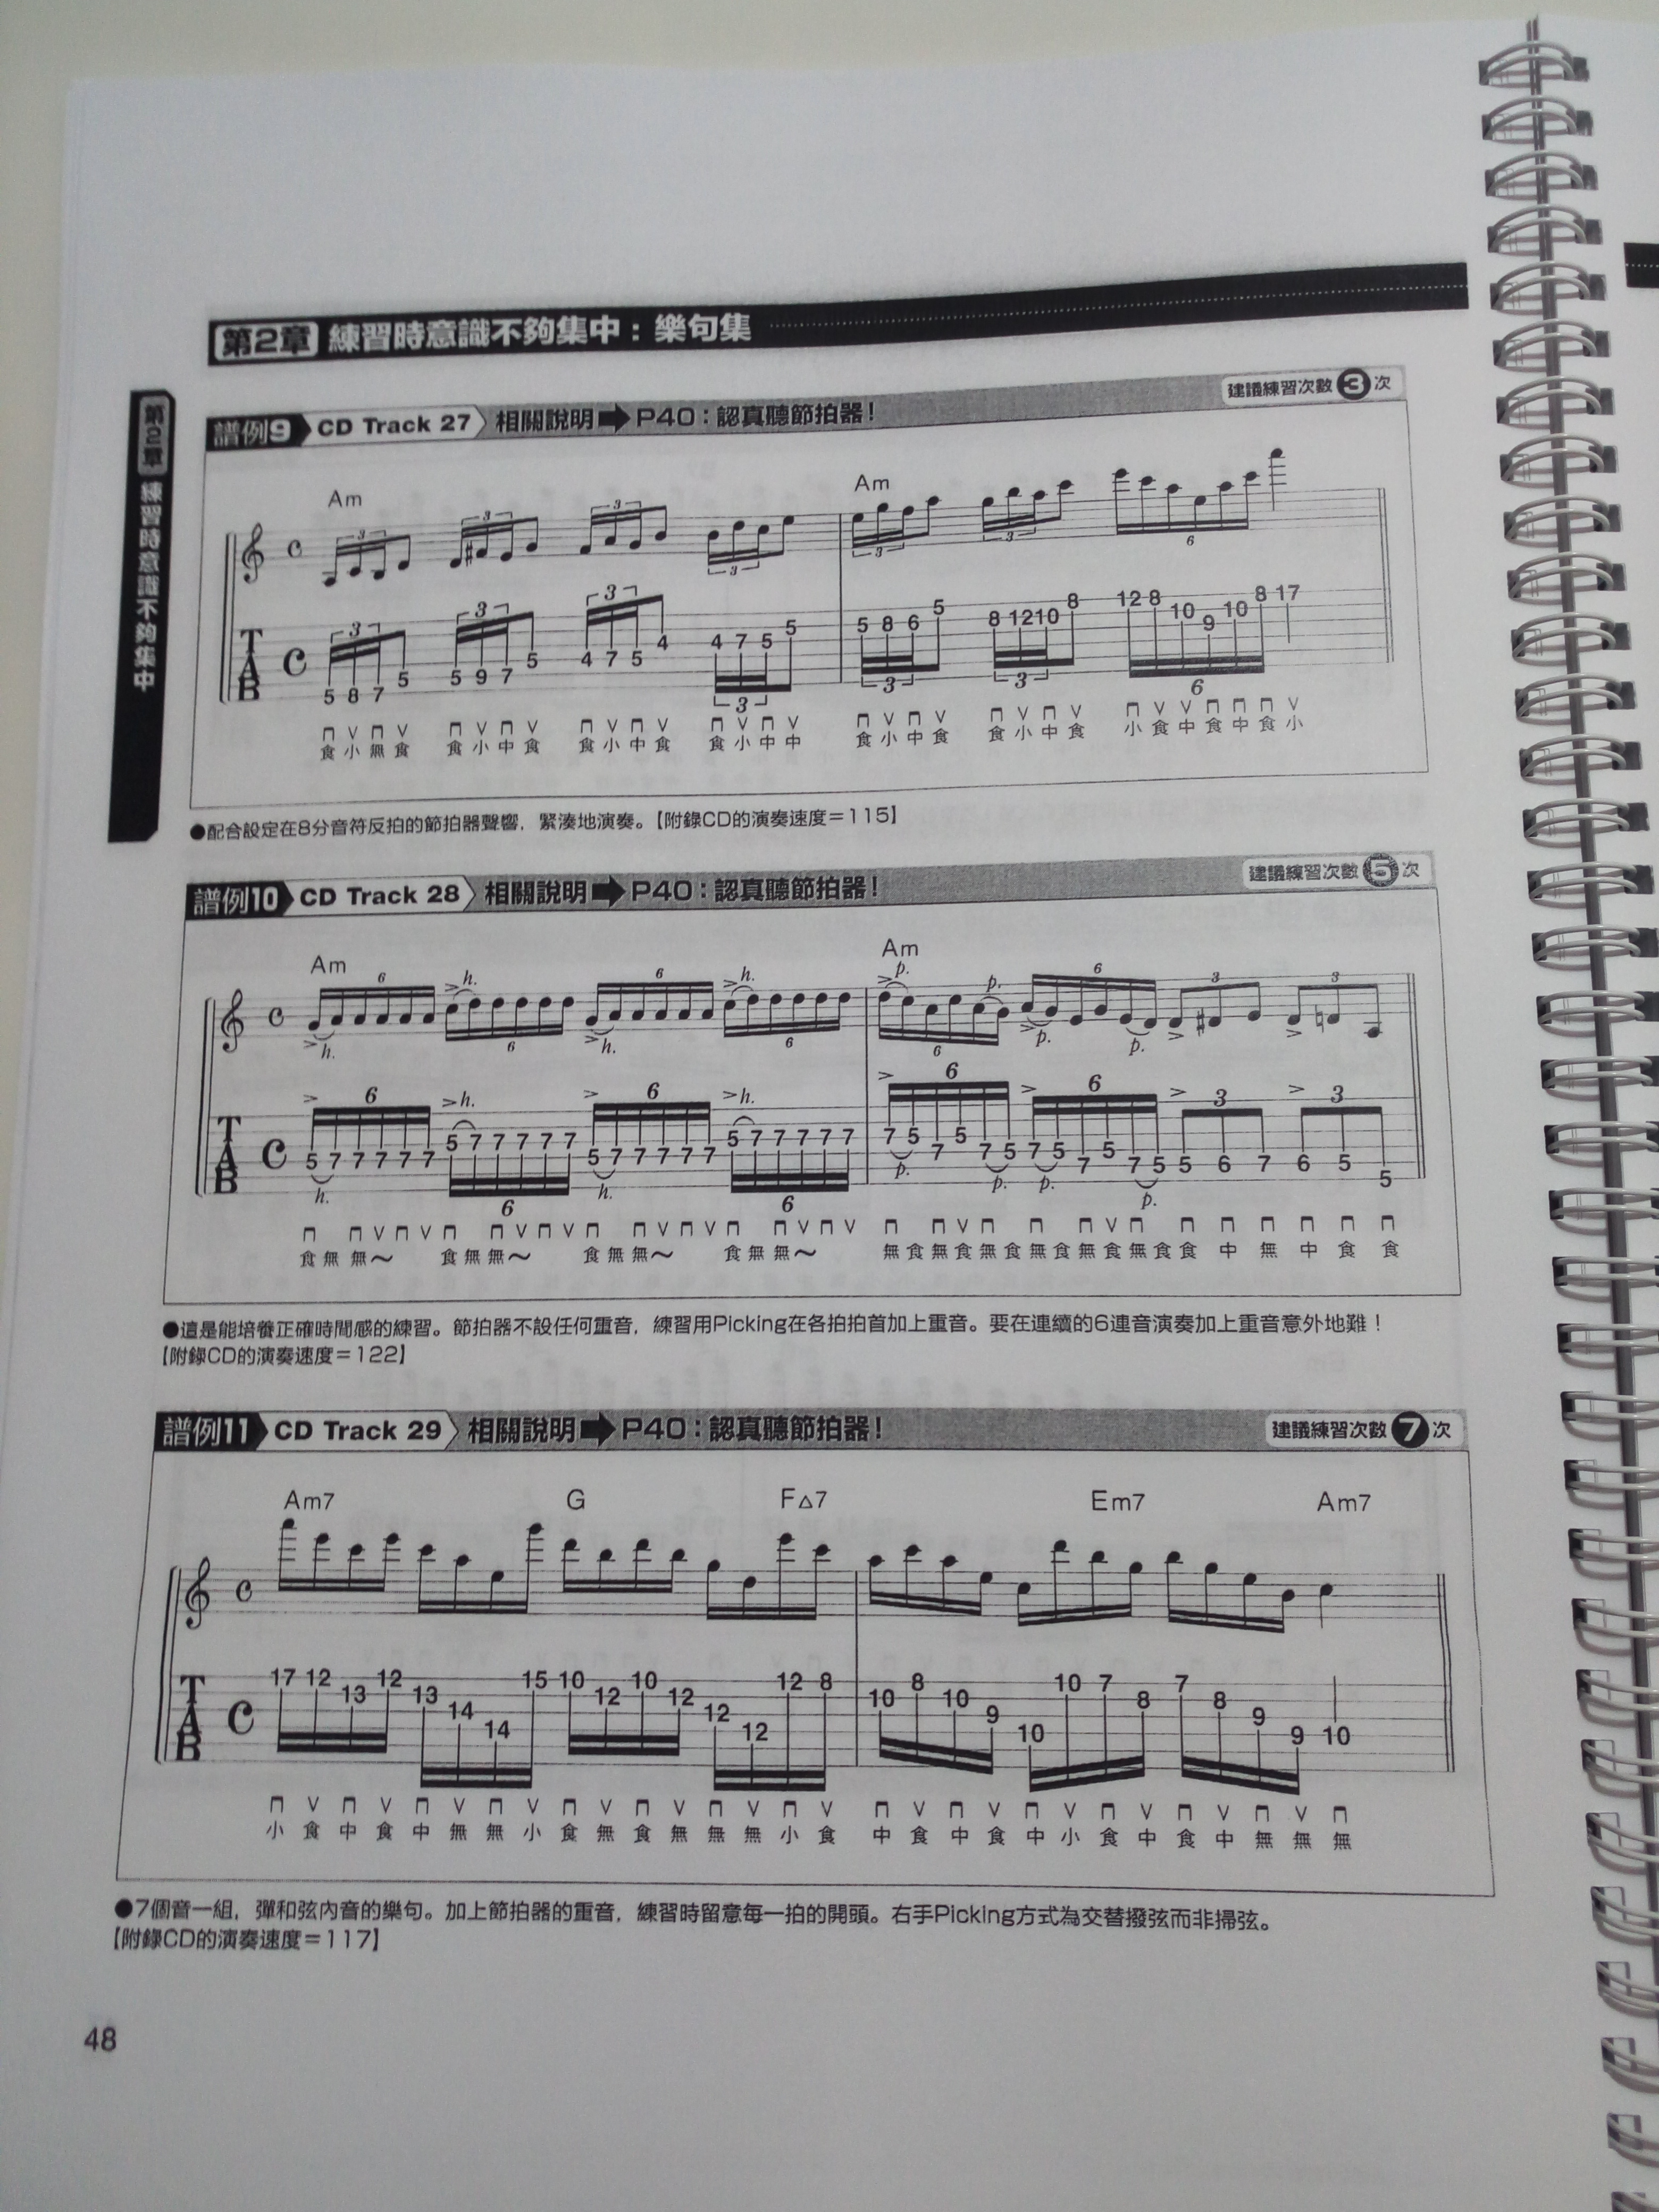 第2章 練習時意識不夠集中：樂句集
第2章 練習時意識不夠集中
譜例9 CD Track 27 相關說明➡P40：認真聽節拍器！ 建議練習次數3次
Am Am
3 3 3 3 3 3 6
T A B
5 8 7 5 5 9 7 5 4 7 5 4 4 7 5 5 5 8 6 5 8 12 10 8 12 8 10 9 10 8 17
食 小 無 食 食 小 中 食 食 小 中 食 食 小 中 中 食 小 中 食 食 小 中 食 小 食 中 食 中 食 小
●配合設定在8分音符反拍的節拍器聲響，緊湊地演奏。【附錄CD的演奏速度＝115】
譜例10 CD Track 28 相關說明➡P40：認真聽節拍器！ 建議練習次數5次
Am Am
T A B
5 7 7 7 7 7 5 7 7 7 7 7 5 7 7 7 7 7 5 7 7 7 7 7 7 5 7 5 7 5 7 5 7 5 7 5 5 6 7 6 5 5
食 無 無～ 食 無 無～ 食 無 無～ 食 無 無～ 無 食 無 食 無 食 無 食 無 食 無 食 食 中 無 中 食 食
●這是能培養正確時間感的練習。節拍器不設任何重音，練習用Picking在各拍拍首加上重音。要在連續的6連音演奏加上重音意外地難！
【附錄CD的演奏速度＝122】
譜例11 CD Track 29 相關說明➡P40：認真聽節拍器！ 建議練習次數7次
Am7 G F△7 Em7 Am7
T A B
17 12 13 12 13 14 14 15 10 12 10 12 12 12 12 8 10 8 10 9 10 10 7 8 7 8 9 9 10
小 食 中 食 中 無 無 小 食 無 食 無 無 無 小 食 中 食 中 食 中 小 食 中 食 中 無 無 無
●7個音一組，彈和弦內音的樂句。加上節拍器的重音，練習時留意每一拍的開頭。右手Picking方式為交替撥弦而非掃弦。
【附錄CD的演奏速度＝117】
48